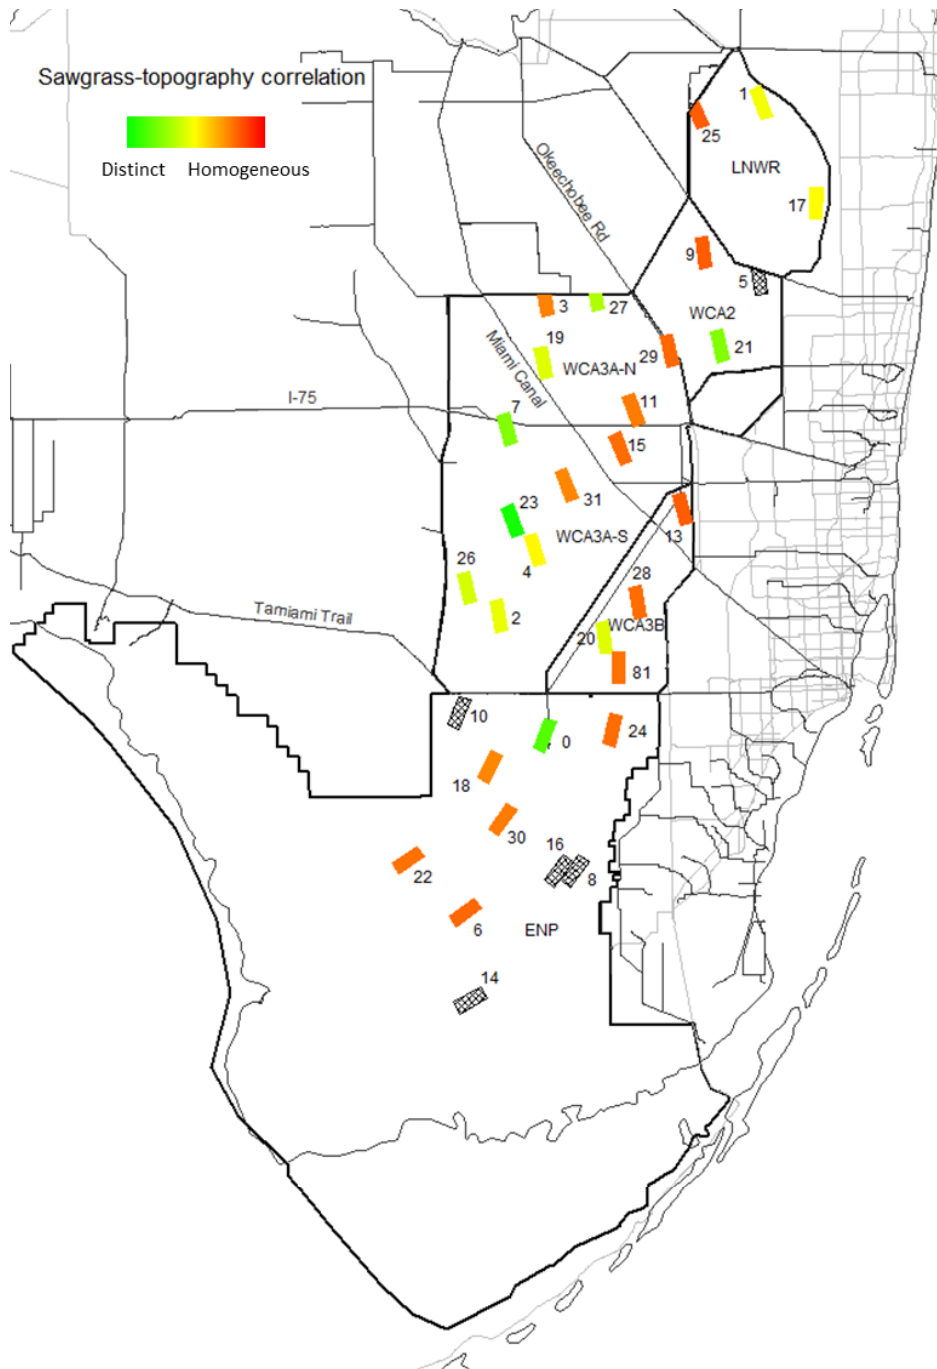 Sawgrass-topography correlation
Distinct Homogeneous
1
25
LNWR
17
Okeechobee Rd
9
5
WCA2
3
27
19
21
29
WCA3A-N
Miami Canal
I-75
7
11
15
31
23
WCA3A-S
13
4
26
28
2
Tamiami Trail
20
WCA3B
81
10
0
24
18
30
16
8
22
6
ENP
14